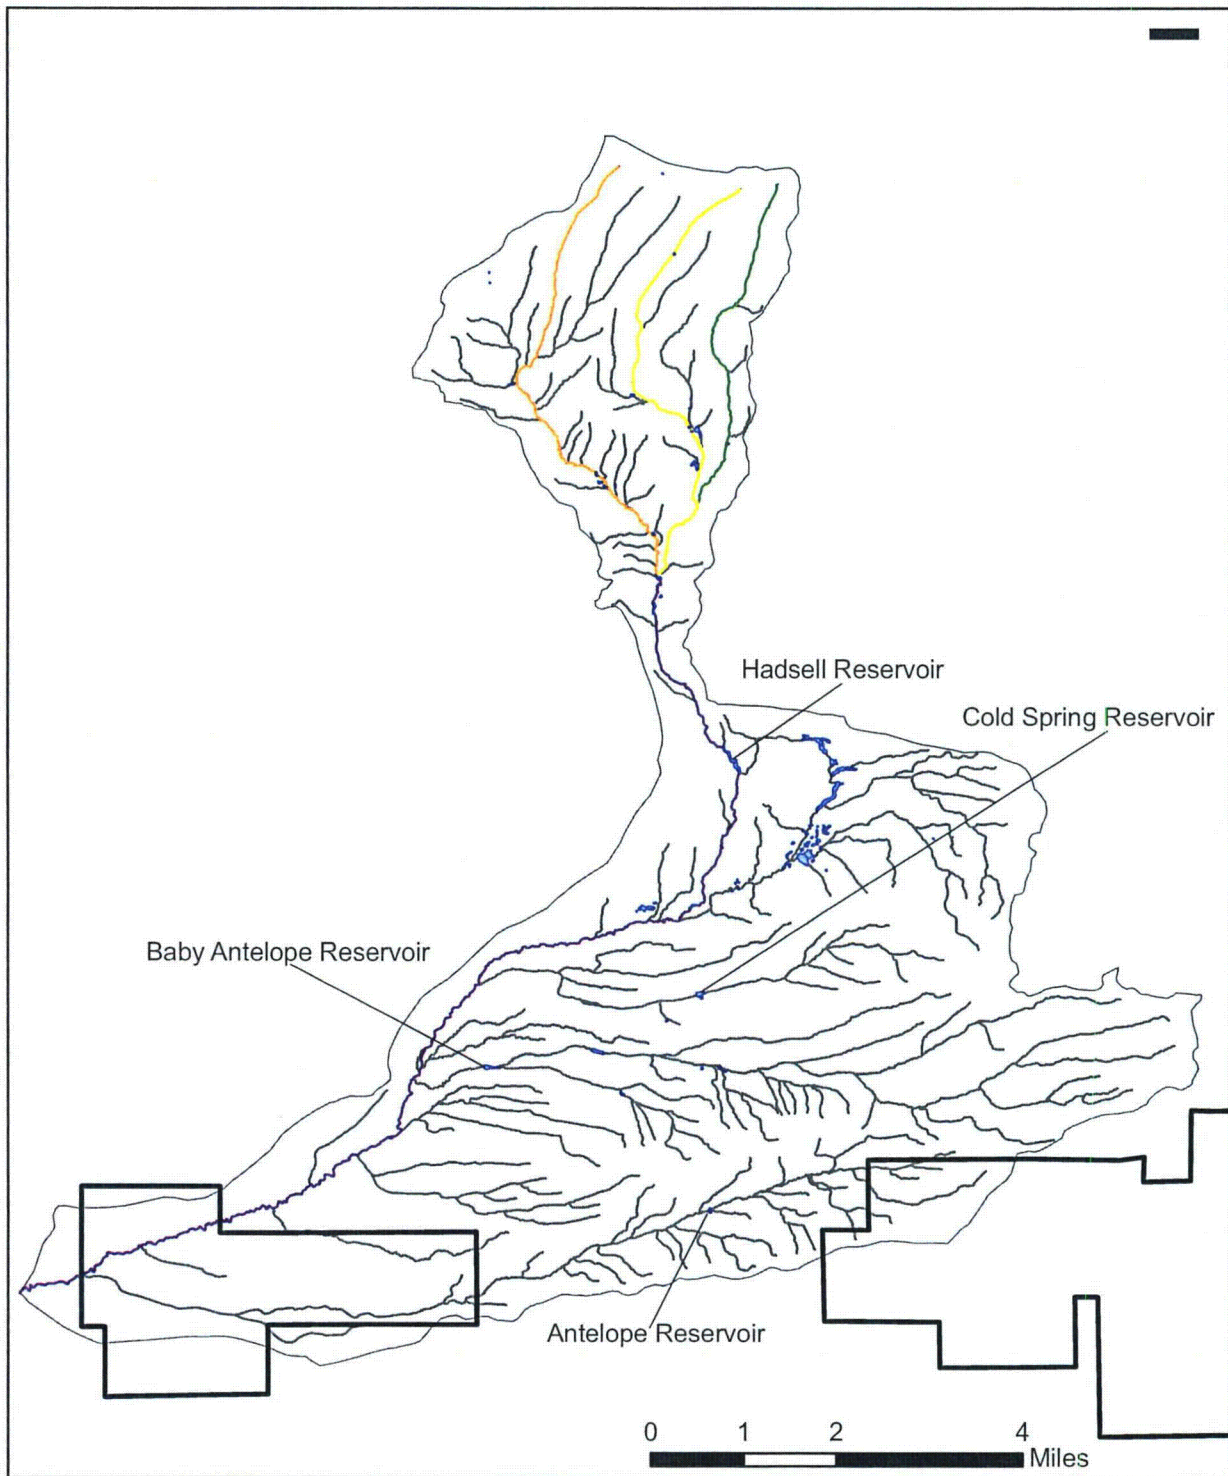 Hadsell Reservoir
Cold Spring Reservoir
Baby Antelope Reservoir
Antelope Reservoir
0 1 2 4
Miles